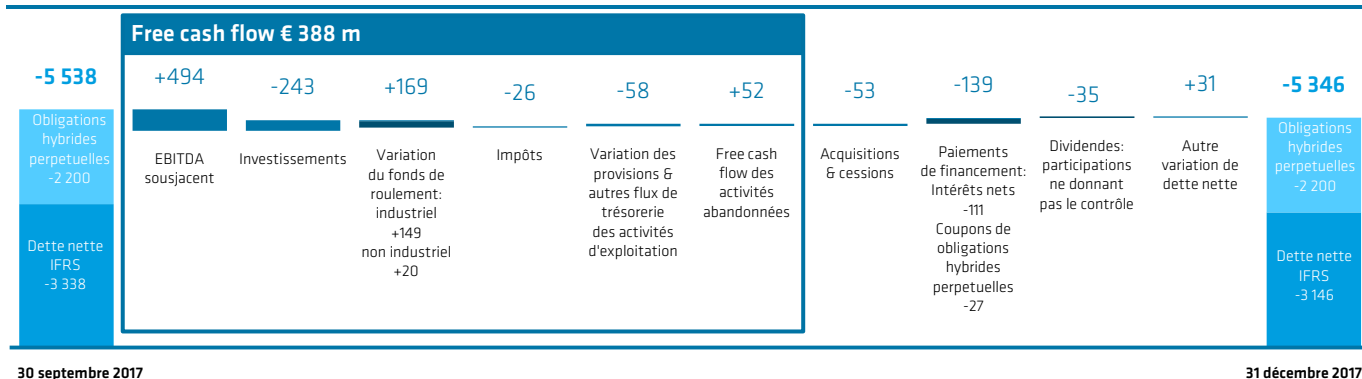 Free cash flow € 388 m
-5 538
+494
-243
+169
-26
-58
+52
-53
-139
-35
+31
-5 346
Obligations
hybrides
perpetuelles
-2 200
Dette nette
IFRS
-3 338
EBITDA
sousjacent
Investissements
Variation
du fonds de
roulement:
industriel
+149
non industriel
+20
Impôts
Variation des
provisions &
autres flux de
trésorerie
des activités
d'exploitation
Free cash
flow des
activités
abandonnées
Acquisitions
& cessions
Paiements
de financement:
Intérêts nets
-111
Coupons de
obligations
hybrides
perpetuelles
-27
Dividendes:
participations
ne donnant
pas le contrôle
Autre
variation de
dette nette
Obligations
hybrides
perpetuelles
-2 200
Dette nette
IFRS
-3 146
30 septembre 2017
31 décembre 2017